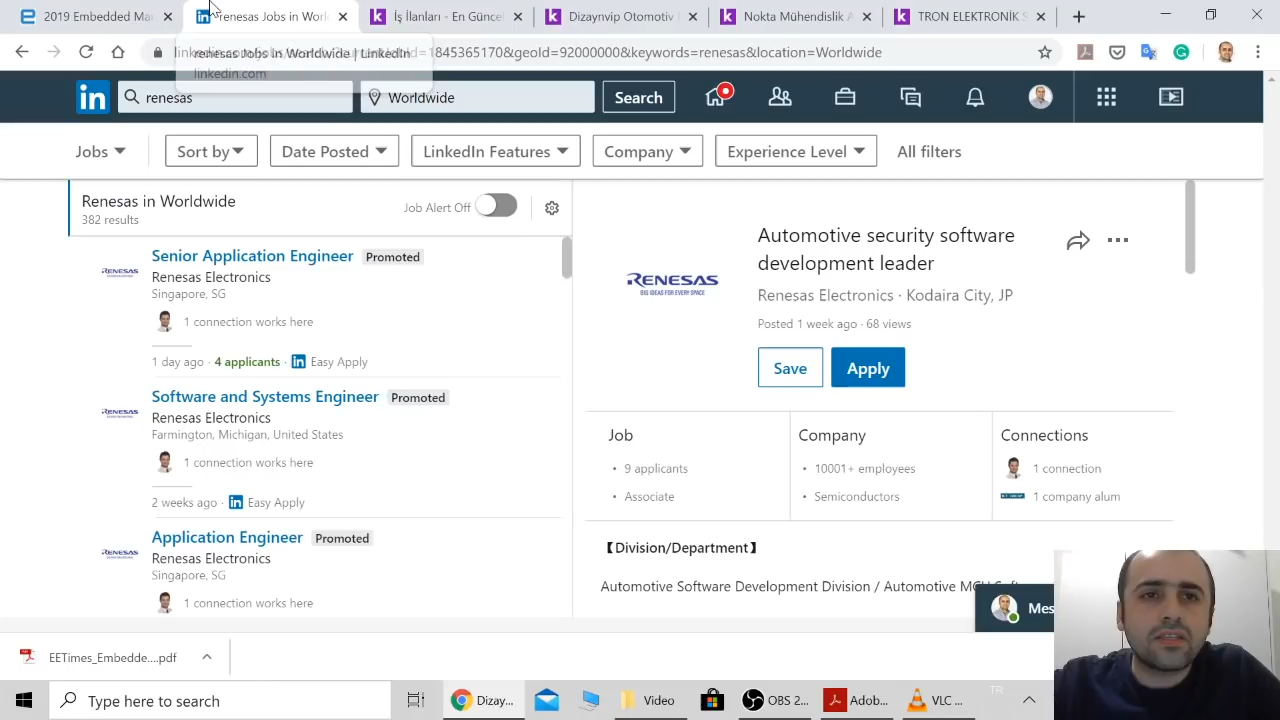 2019 Embedded Ma
renesas Jobs in Worl
İş İlanları - En Güncel
Dizaynvip Otomotiv
Nokta Mühendislik A
TRON ELEKTRONİK S
renesas Jobs in Worldwide | LinkedIn
linkedin.com
1845365170&geoId=92000000&keywords=renesas&location=Worldwide
renesas
Worldwide
Search
Jobs
Sort by
Date Posted
LinkedIn Features
Company
Experience Level
All filters
Renesas in Worldwide
382 results
Job Alert Off
Senior Application Engineer Promoted
Renesas Electronics
Singapore, SG
1 connection works here
1 day ago · 4 applicants · in Easy Apply
Software and Systems Engineer Promoted
Renesas Electronics
Farmington, Michigan, United States
1 connection works here
2 weeks ago · in Easy Apply
Application Engineer Promoted
Renesas Electronics
Singapore, SG
1 connection works here
RENESAS
BIG IDEAS FOR EVERY SPACE
Automotive security software
development leader
Renesas Electronics · Kodaira City, JP
Posted 1 week ago · 68 views
Save
Apply
Job
• 9 applicants
• Associate
Company
• 10001+ employees
• Semiconductors
Connections
1 connection
1 company alum
【Division/Department】
Automotive Software Development Division / Automotive MCU Soft
Mes
EETimes_Embedde....pdf
Type here to search
Dizay...
Video
OBS 2...
Adob...
VLC ...
TR